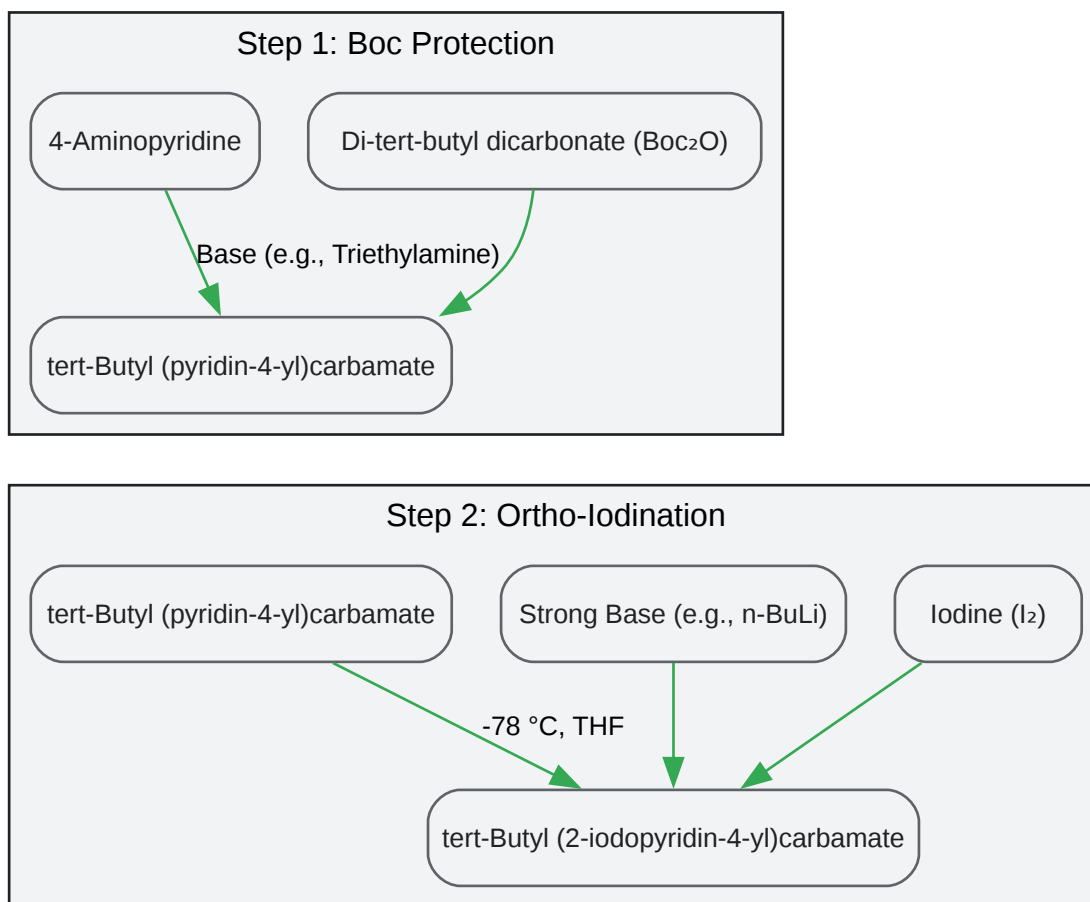 Step 1: Boc Protection
4-Aminopyridine
Di-tert-butyl dicarbonate (Boc₂O)
Base (e.g., Triethylamine)
tert-Butyl (pyridin-4-yl)carbamate
Step 2: Ortho-Iodination
tert-Butyl (pyridin-4-yl)carbamate
Strong Base (e.g., n-BuLi)
Iodine (I₂)
-78 °C, THF
tert-Butyl (2-iodopyridin-4-yl)carbamate